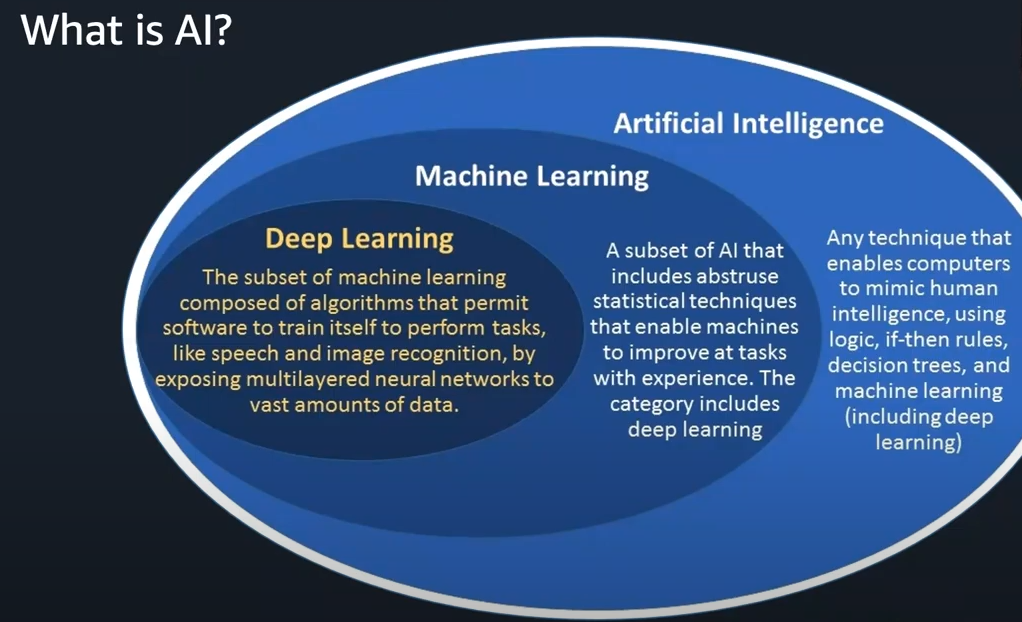 What is AI?
Artificial Intelligence
Machine Learning
Deep Learning
The subset of machine learning
composed of algorithms that permit
software to train itself to perform tasks,
like speech and image recognition, by
exposing multilayered neural networks to
vast amounts of data.
A subset of AI that
includes abstruse
statistical techniques
that enable machines
to improve at tasks
with experience. The
category includes
deep learning
Any technique that
enables computers
to mimic human
intelligence, using
logic, if-then rules,
decision trees, and
machine learning
(including deep
learning)